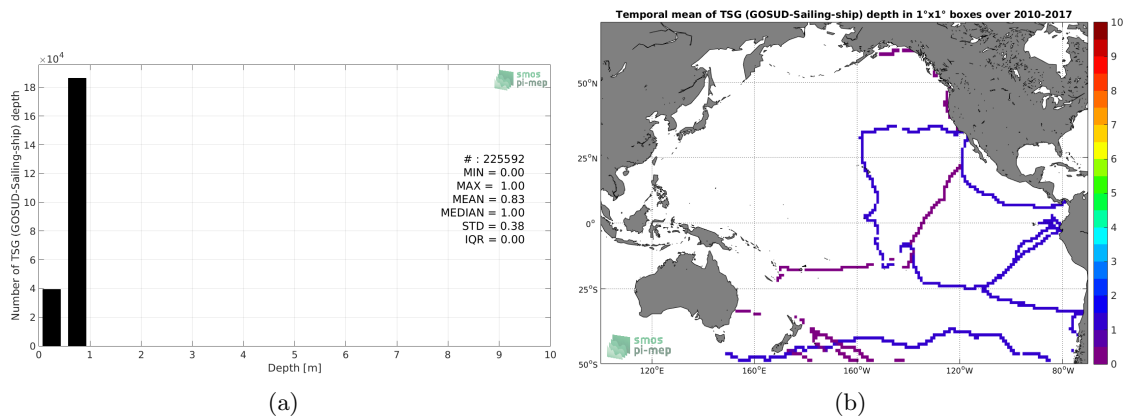 ×10⁴
18
16
14
12
10
8
6
4
2
0
Number of TSG (GOSUD-Sailing-ship) depth
smos
pi-mep
# : 225592
MIN = 0.00
MAX = 1.00
MEAN = 0.83
MEDIAN = 1.00
STD = 0.38
IQR = 0.00
0 1 2 3 4 5 6 7 8 9 10
Depth [m]
(a)
Temporal mean of TSG (GOSUD-Sailing-ship) depth in 1°x1° boxes over 2010-2017
50°N
25°N
0°
25°S
50°S
120°E 160°E 160°W 120°W 80°W
smos
pi-mep
10
9
8
7
6
5
4
3
2
1
0
(b)